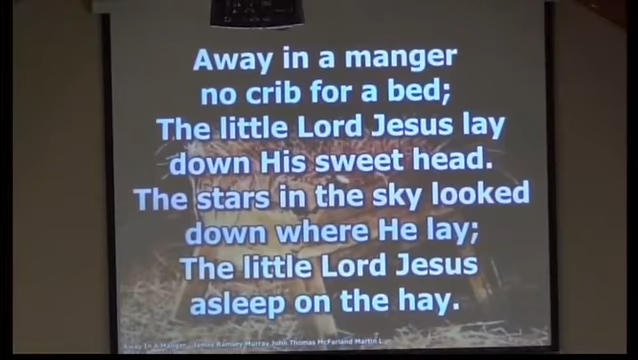 Away in a manger
no crib for a bed;
The little Lord Jesus lay
down His sweet head.
The stars in the sky looked
down where He lay;
The little Lord Jesus
asleep on the hay.
Away In A Manger - James Ramsey Murray John Thomas McFarland Martin L